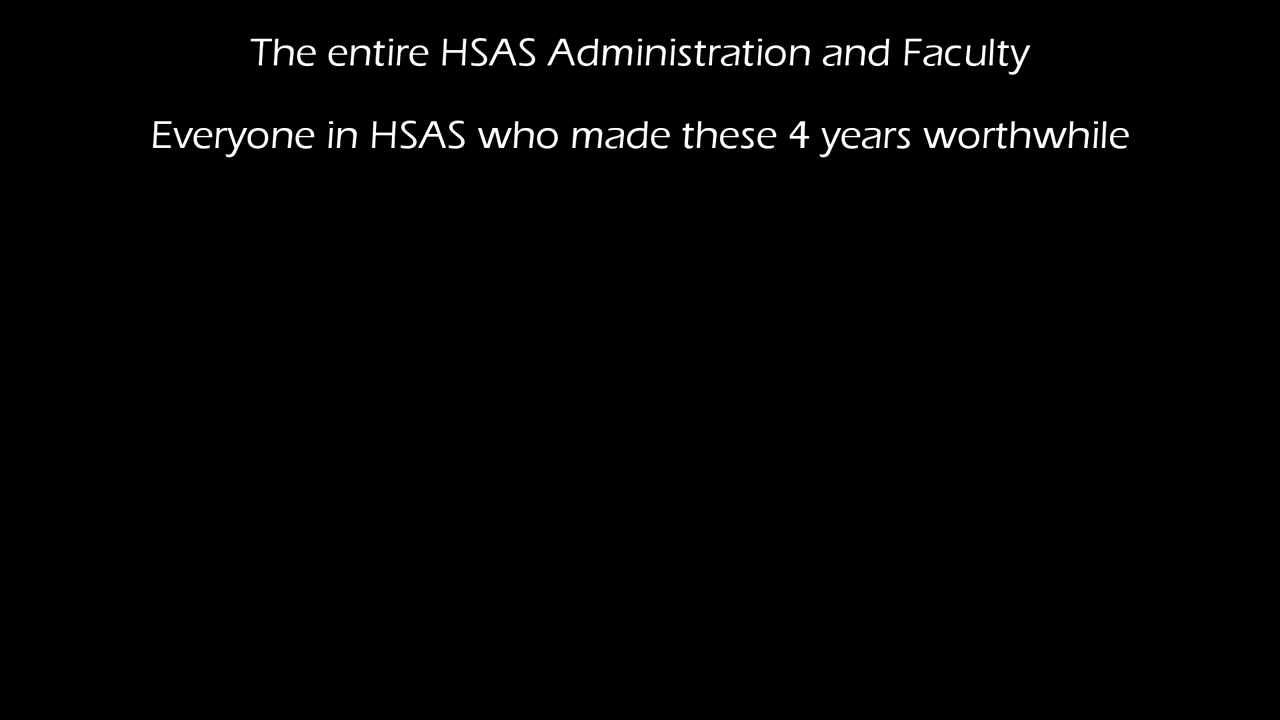 The entire HSAS Administration and Faculty
Everyone in HSAS who made these 4 years worthwhile